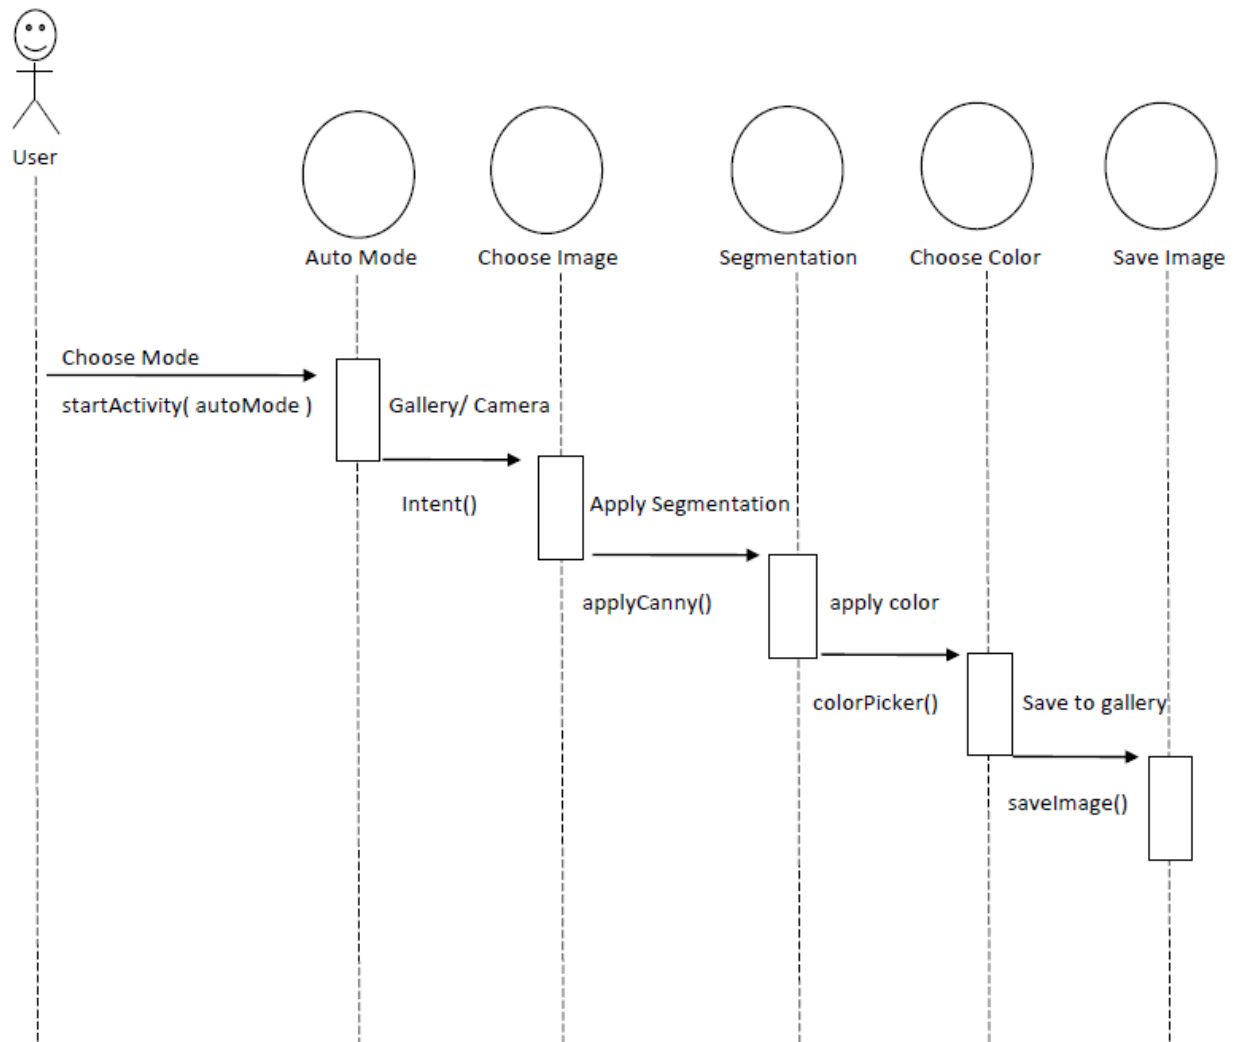 User
Auto Mode
Choose Image
Segmentation
Choose Color
Save Image
Choose Mode
startActivity( autoMode )
Gallery/ Camera
Intent()
Apply Segmentation
applyCanny()
apply color
colorPicker()
Save to gallery
saveImage()